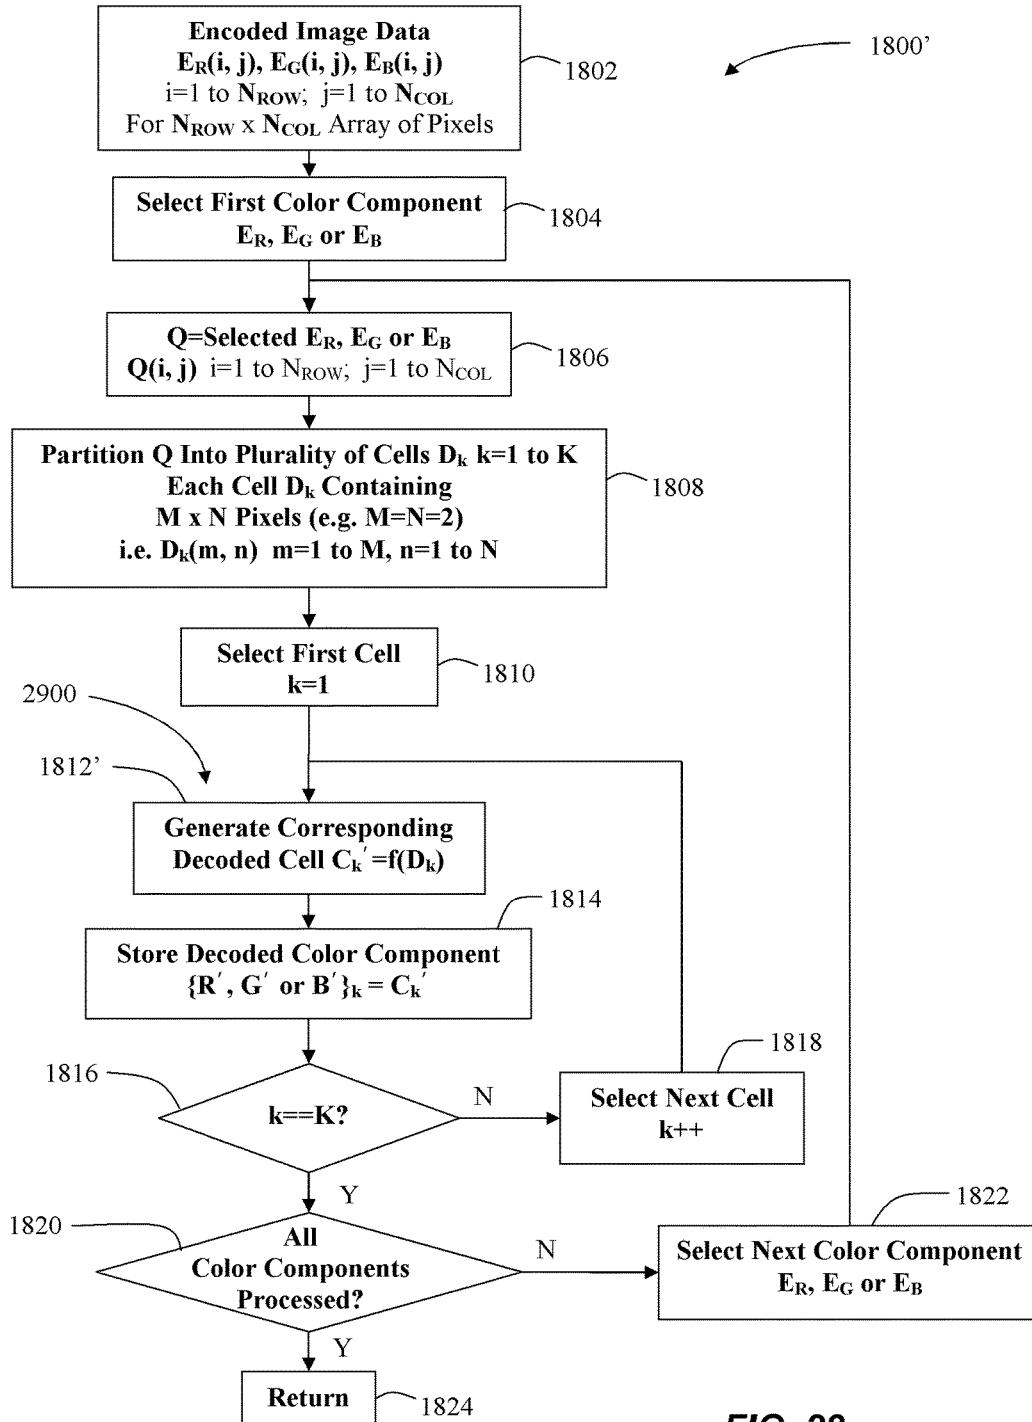 Encoded Image Data
E_R(i, j), E_G(i, j), E_B(i, j)
i=1 to N_ROW; j=1 to N_COL
For N_ROW x N_COL Array of Pixels
1802
1800’
Select First Color Component
E_R, E_G or E_B
1804
Q=Selected E_R, E_G or E_B
Q(i, j) i=1 to N_ROW; j=1 to N_COL
1806
Partition Q Into Plurality of Cells D_k k=1 to K
Each Cell D_k Containing
M x N Pixels (e.g. M=N=2)
i.e. D_k(m, n) m=1 to M, n=1 to N
1808
Select First Cell
k=1
1810
2900
1812’
Generate Corresponding
Decoded Cell C_k′=f(D_k)
1814
Store Decoded Color Component
{R′, G′ or B′}_k = C_k′
1816
k==K?
N
1818
Select Next Cell
k++
Y
1820
All
Color Components
Processed?
N
1822
Select Next Color Component
E_R, E_G or E_B
Y
Return
1824